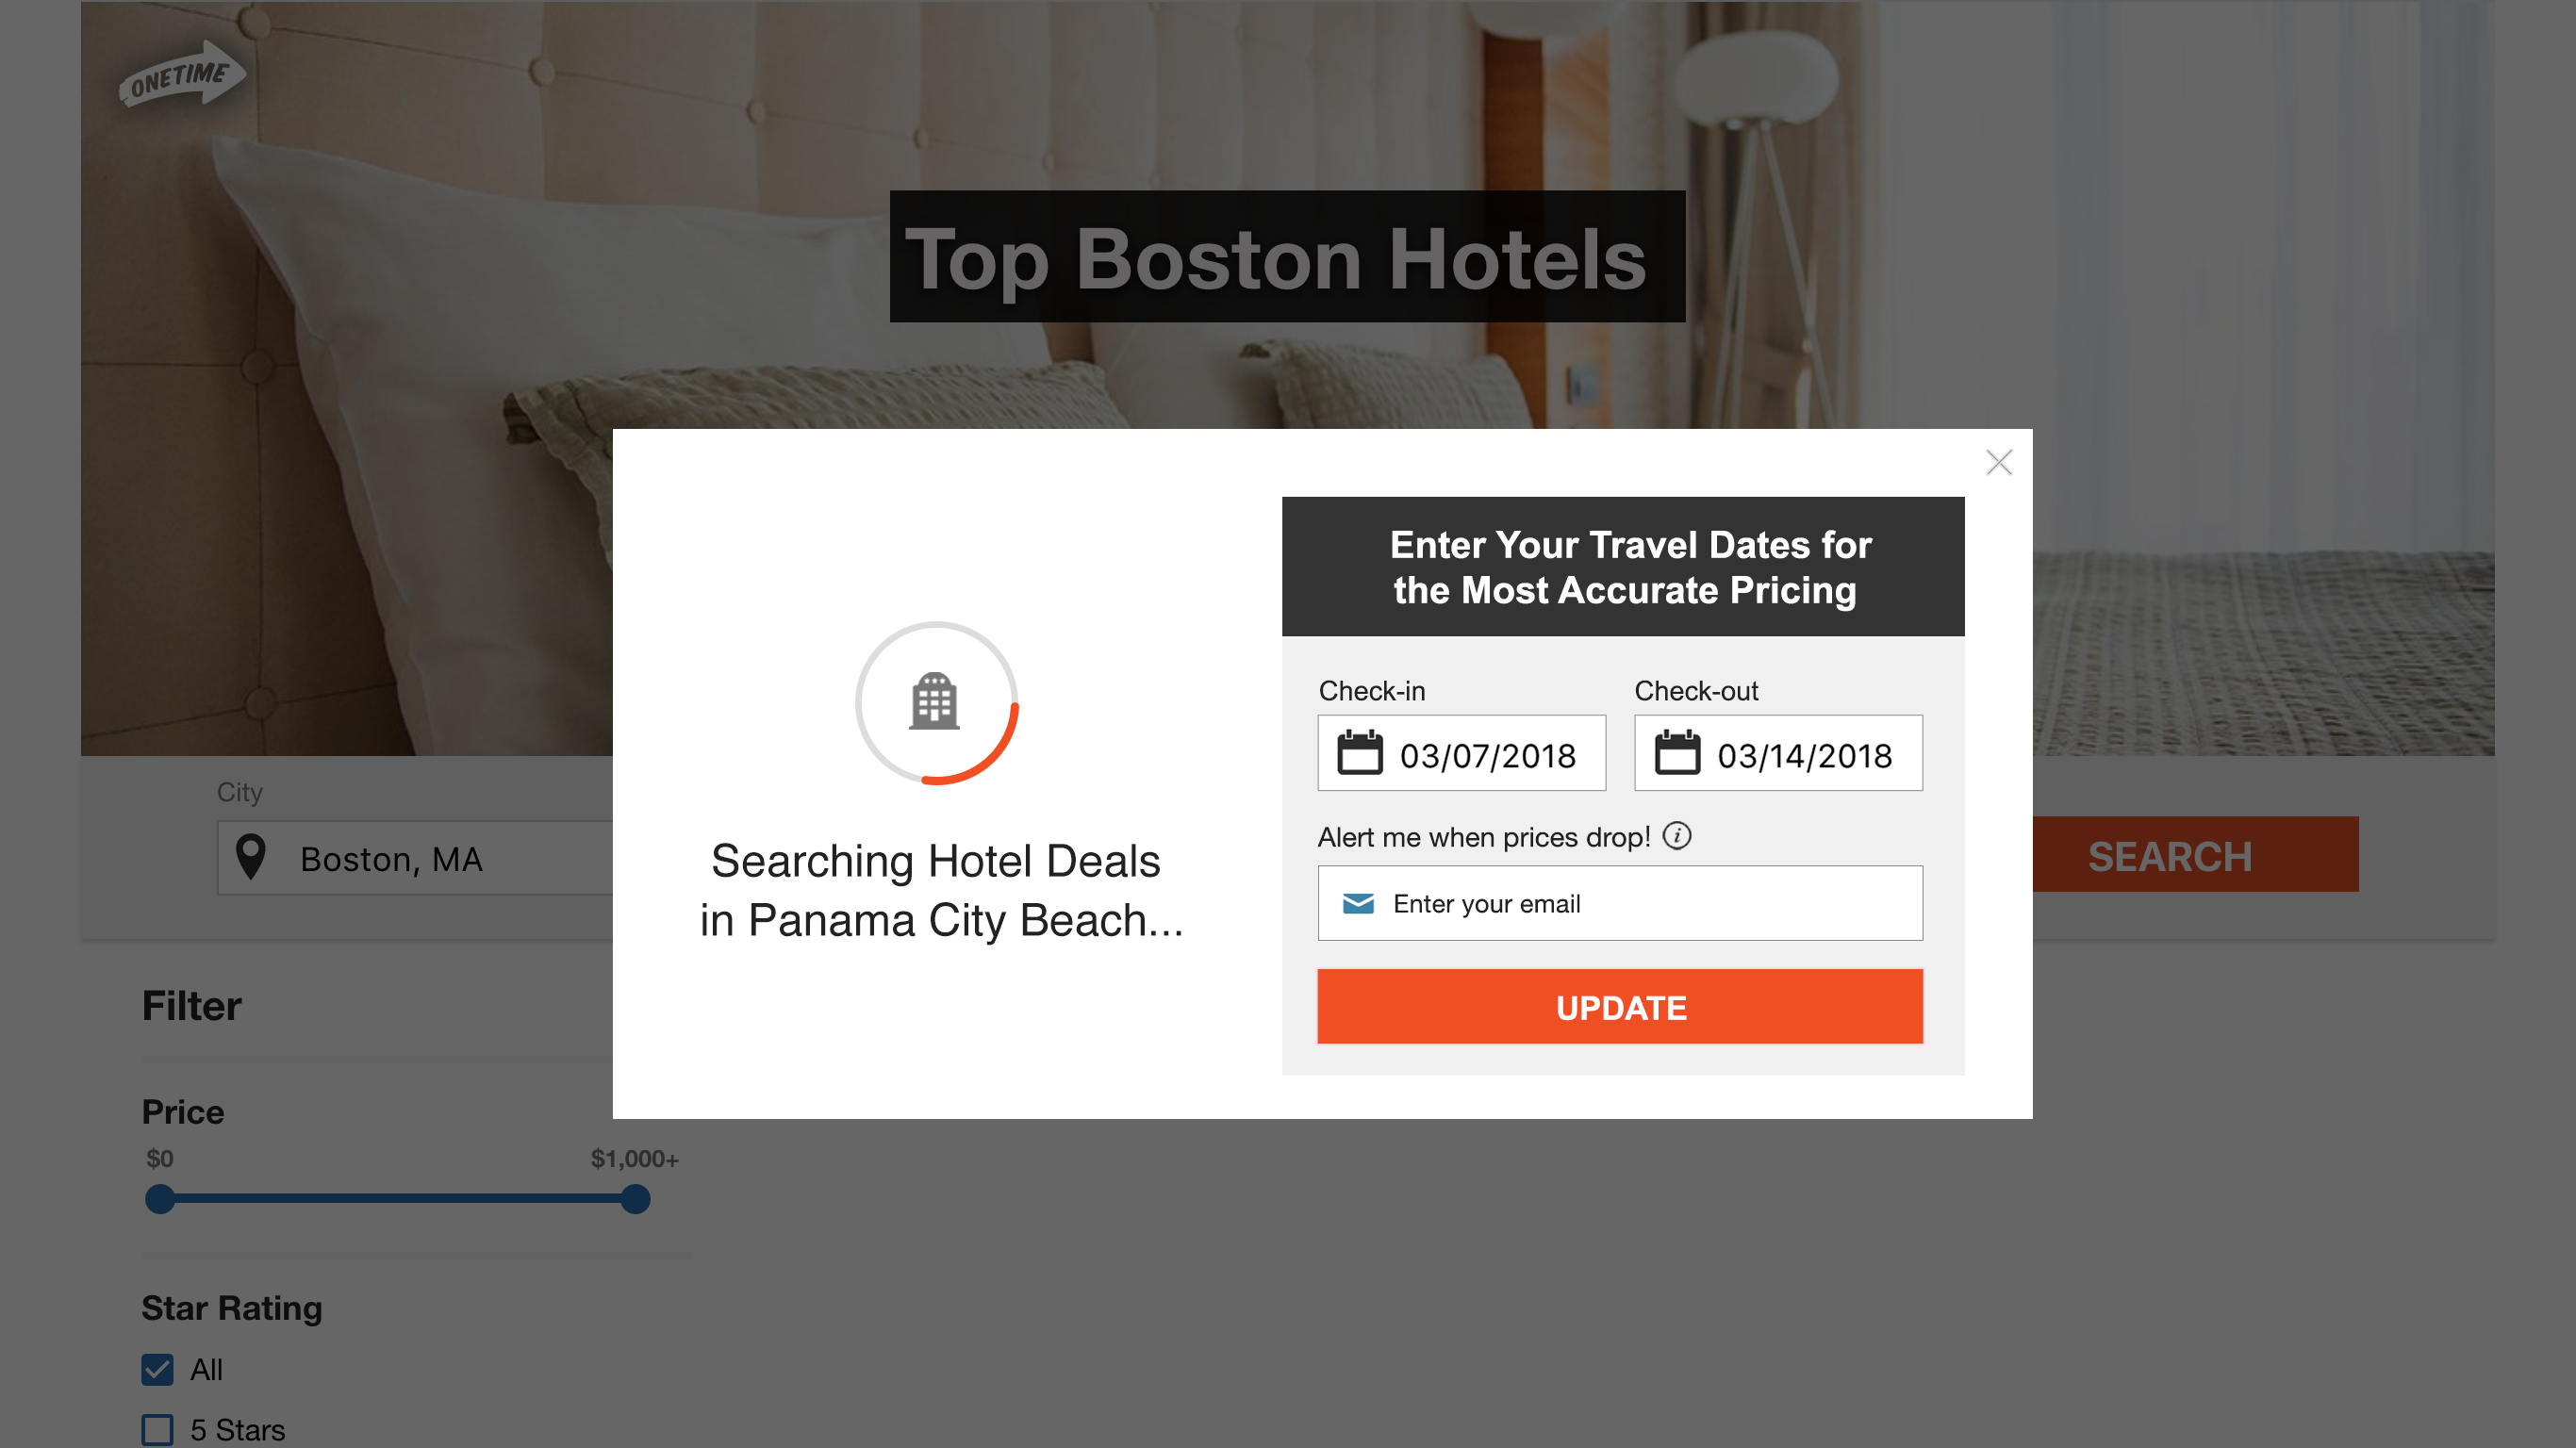 ONETIME
Top Boston Hotels
Enter Your Travel Dates for
the Most Accurate Pricing
Check-in
Check-out
03/07/2018
03/14/2018
Alert me when prices drop!
Enter your email
UPDATE
Searching Hotel Deals
in Panama City Beach...
City
Boston, MA
SEARCH
Filter
Price
$0
$1,000+
Star Rating
All
5 Stars